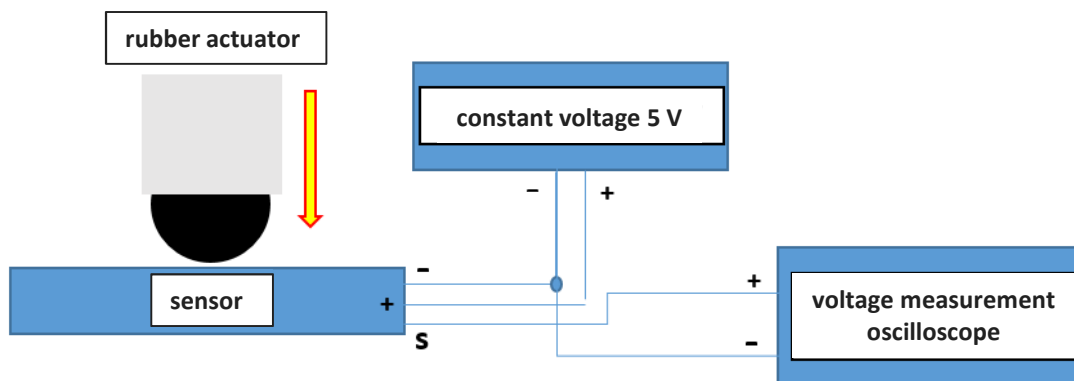 rubber actuator
constant voltage 5 V
– +
sensor
-
+
S
+
voltage measurement
oscilloscope
-